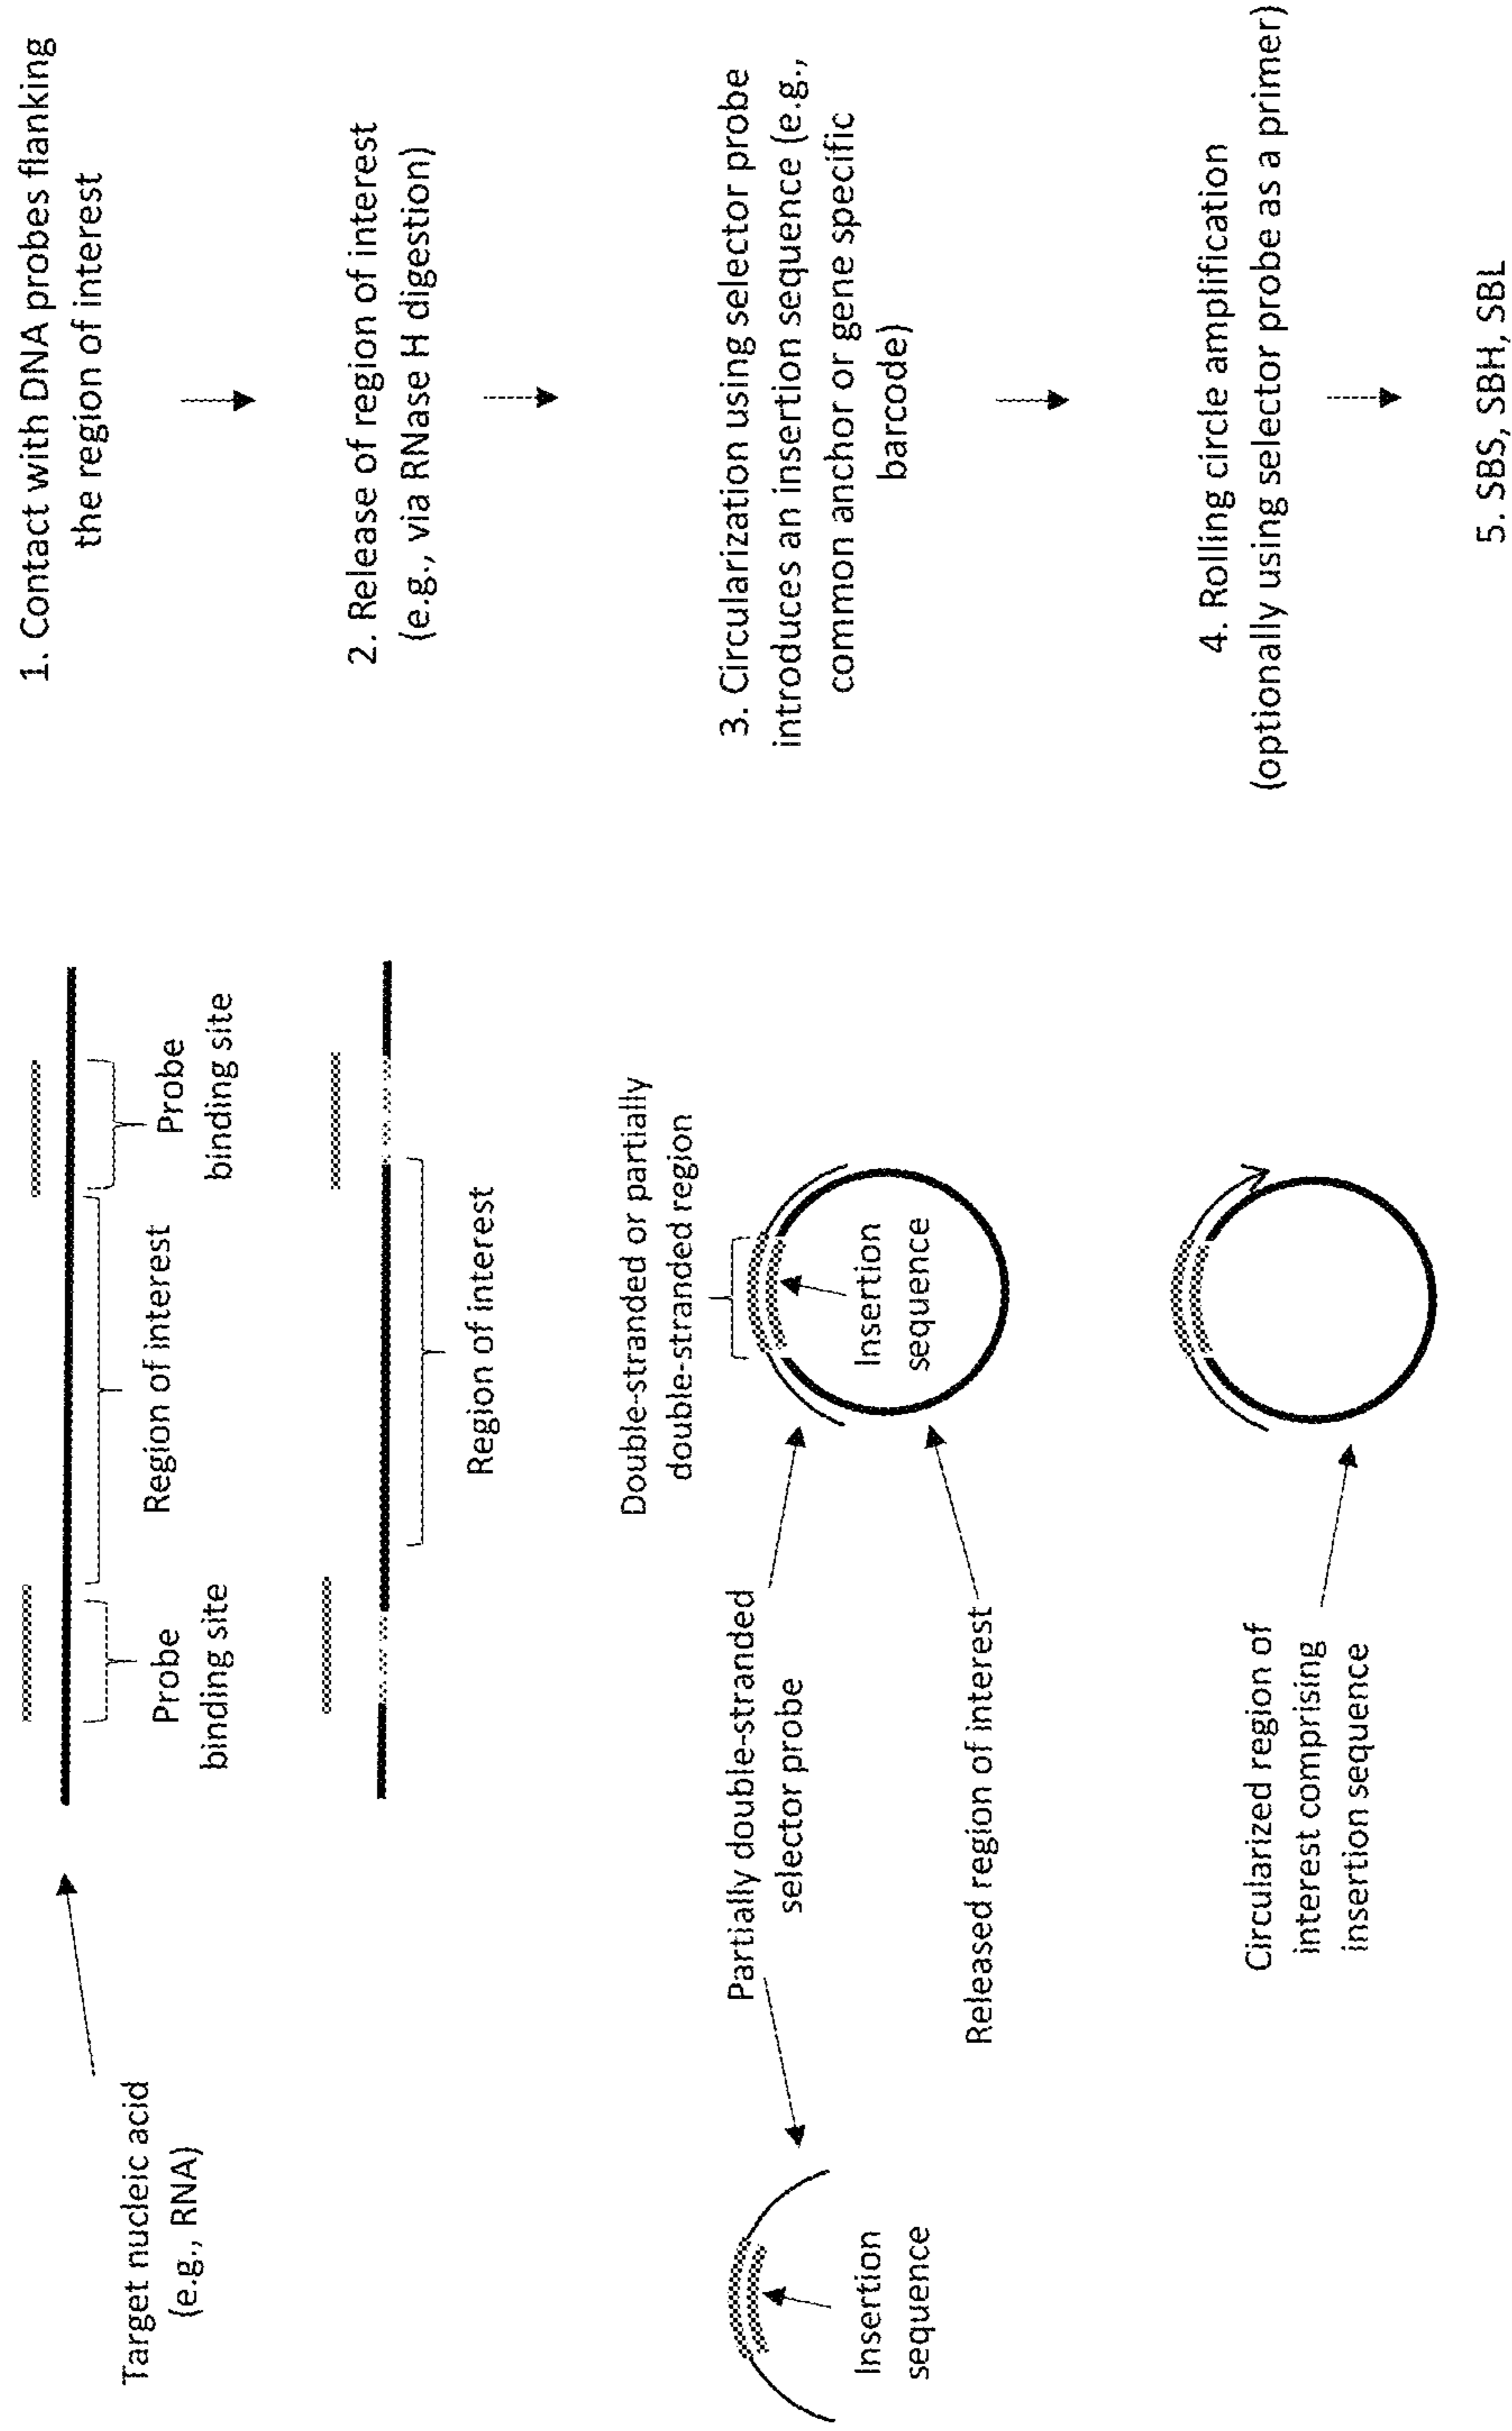 Target nucleic acid
(e.g., RNA)
Probe
binding site
Region of interest
Probe
binding site
1. Contact with DNA probes flanking
the region of interest
Region of interest
2. Release of region of interest
(e.g., via RNase H digestion)
Insertion
sequence
Partially double-stranded
selector probe
Released region of interest
Double-stranded or partially
double-stranded region
Insertion
sequence
3. Circularization using selector probe
introduces an insertion sequence (e.g.,
common anchor or gene specific
barcode)
Circularized region of
interest comprising
insertion sequence
4. Rolling circle amplification
(optionally using selector probe as a primer)
5. SBS, SBH, SBL